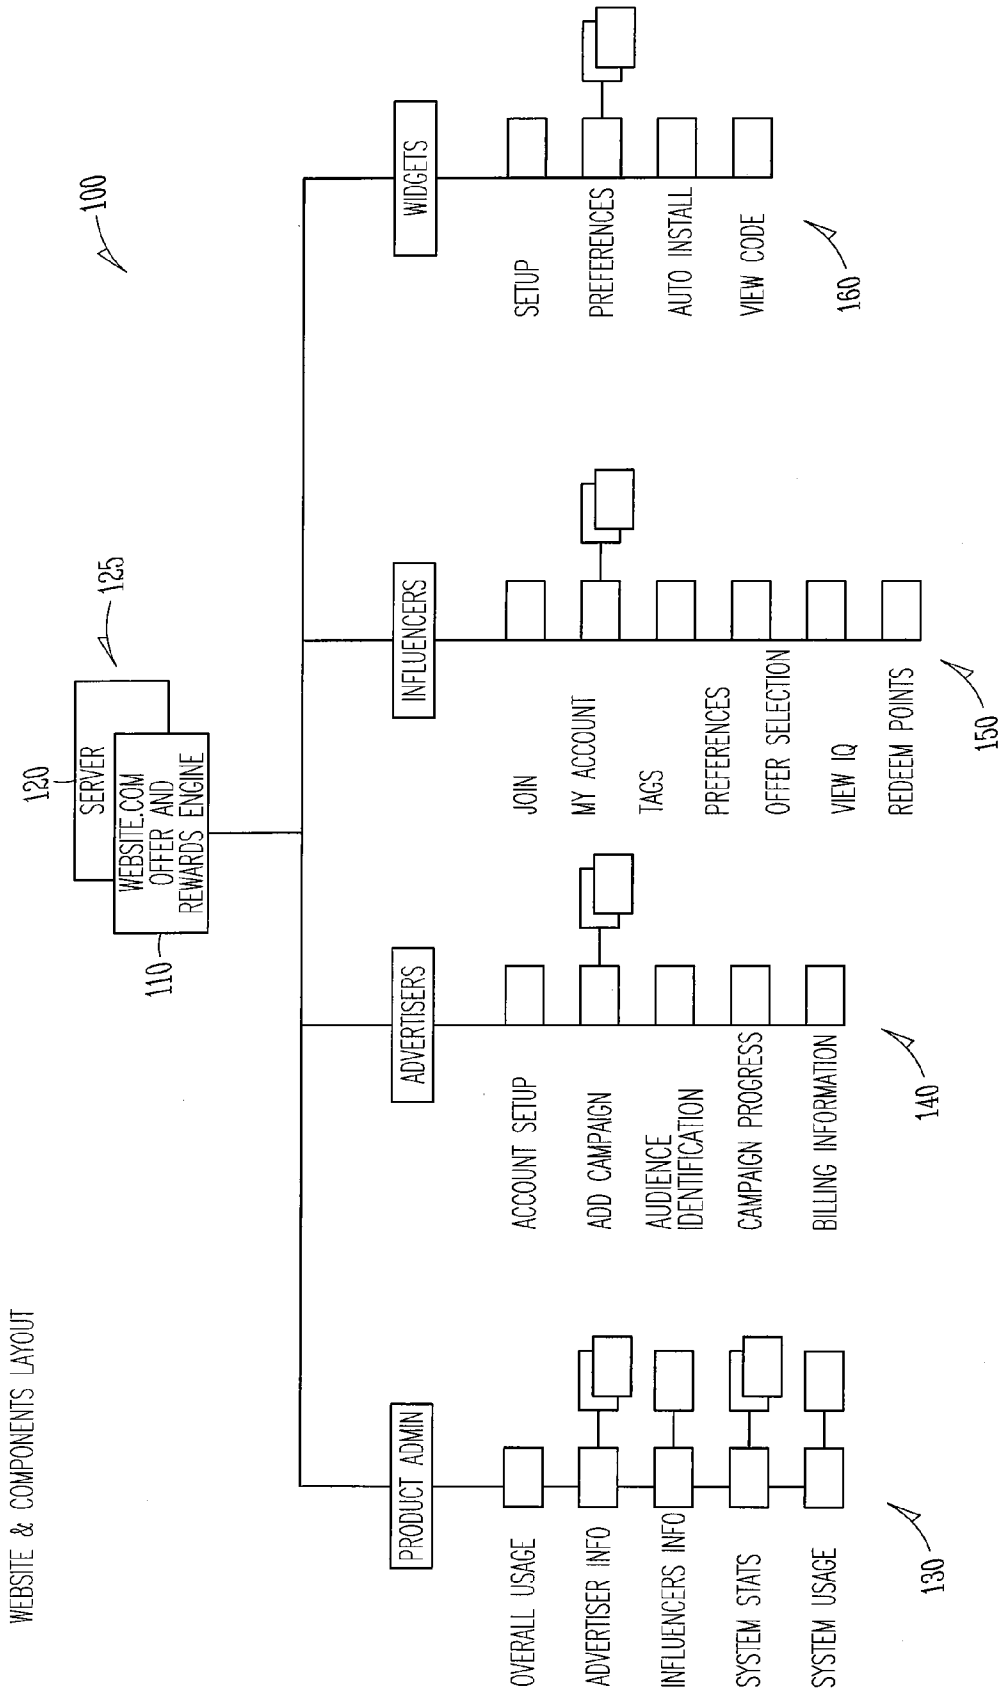 WEBSITE & COMPONENTS LAYOUT
100
120
SERVER
125
WEBSITE.COM
OFFER AND
REWARDS ENGINE
110
PRODUCT ADMIN
OVERALL USAGE
ADVERTISER INFO
INFLUENCERS INFO
SYSTEM STATS
SYSTEM USAGE
130
ADVERTISERS
ACCOUNT SETUP
ADD CAMPAIGN
AUDIENCE
IDENTIFICATION
CAMPAIGN PROGRESS
BILLING INFORMATION
140
INFLUENCERS
JOIN
MY ACCOUNT
TAGS
PREFERENCES
OFFER SELECTION
VIEW IQ
REDEEM POINTS
150
WIDGETS
SETUP
PREFERENCES
AUTO INSTALL
VIEW CODE
160